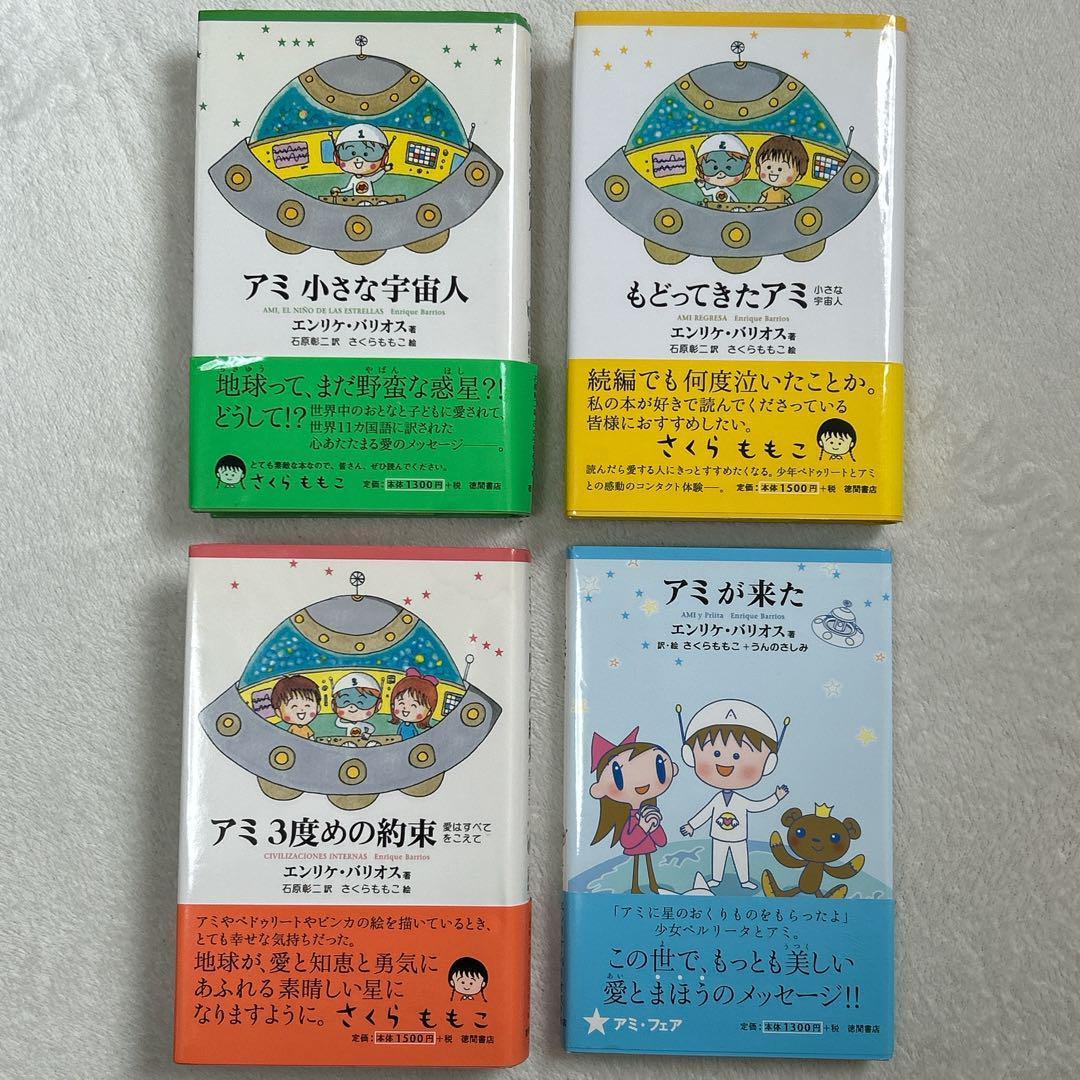 1
アミ 小さな宇宙人
AMI, EL NIÑO DE LAS ESTRELLAS Enrique Barrios
エンリケ・バリオス 著
石原彰二 訳 さくらももこ 絵
ちきゅう やばん ほし
地球って、まだ野蛮な惑星?!
どうして!? 世界中のおとなと子どもに愛されて、
世界11カ国語に訳された
心あたたまる愛のメッセージ――。
とても素敵な本なので、皆さん、ぜひ読んでください。
さくら ももこ
定価:本体1300円+税 徳間書店
2
もどってきたアミ 小さな
宇宙人
AMI REGRESA Enrique Barrios
エンリケ・バリオス 著
石原彰二 訳 さくらももこ 絵
続編でも何度泣いたことか。
私の本が好きで読んでくださっている
皆様におすすめしたい。
さくら ももこ
読んだら愛する人にきっとすすめたくなる。少年ペドゥリートとアミ
との感動のコンタクト体験―。 定価:本体1500円+税 徳間書店
3
アミ 3度めの約束 愛はすべて
をこえて
CIVILIZACIONES INTERNAS Enrique Barrios
エンリケ・バリオス 著
石原彰二 訳 さくらももこ 絵
アミやペドゥリートやビンカの絵を描いているとき、
とても幸せな気持ちだった。
地球が、愛と知恵と勇気に
あふれる素晴しい星に
なりますように。 さくら ももこ
定価:本体1500円+税 徳間書店
アミが来た
AMI y Prlita Enrique Barrios
エンリケ・バリオス 著
訳・絵 さくらももこ+うんのさしみ
A
「アミに星のおくりものをもらったよ」
少女ペルリータとアミ。
よ うつく
この世で、もっとも美しい
あい
愛とまほうのメッセージ!!
アミ・フェア
定価:本体1300円+税 徳間書店